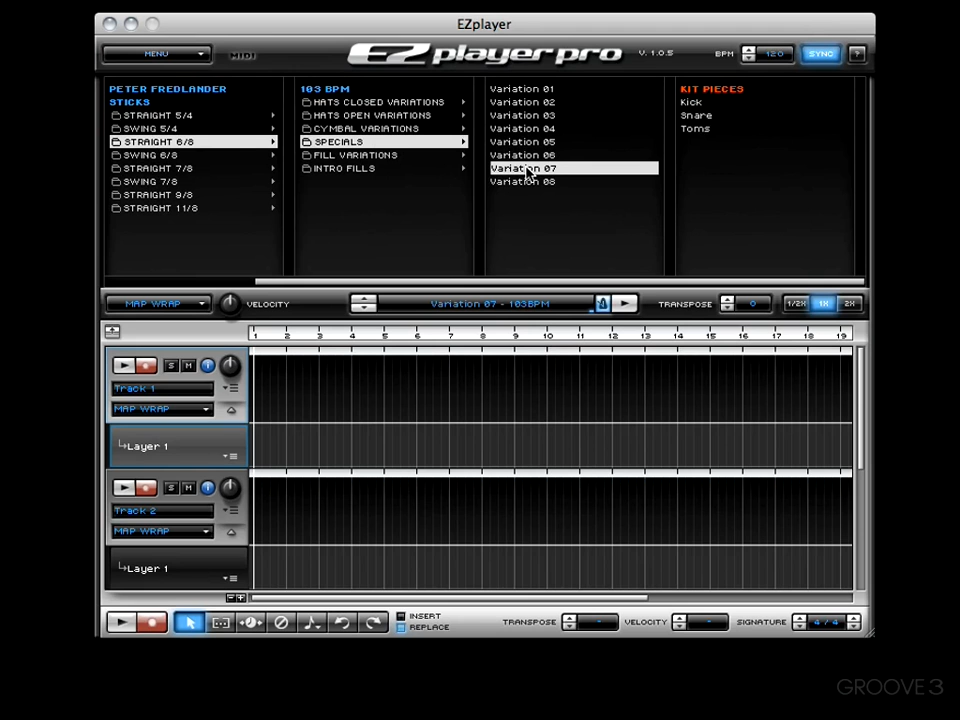 EZplayer
MENU
MIDI
EZ player pro
V. 1.0.5
BPM
120
SYNC
?
PETER FREDLANDER
STICKS
STRAIGHT 5/4
SWING 5/4
STRAIGHT 6/8
SWING 6/8
STRAIGHT 7/8
SWING 7/8
STRAIGHT 9/8
STRAIGHT 11/8
103 BPM
HATS CLOSED VARIATIONS
HATS OPEN VARIATIONS
CYMBAL VARIATIONS
SPECIALS
FILL VARIATIONS
INTRO FILLS
Variation 01
Variation 02
Variation 03
Variation 04
Variation 05
Variation 06
Variation 07
Variation 08
KIT PIECES
Kick
Snare
Toms
MAP WRAP
VELOCITY
Variation 07 - 103BPM
TRANSPOSE
0
1/2X
1X
2X
1 2 3 4 5 6 7 8 9 10 11 12 13 14 15 16 17 18 19
S M
Track 1
MAP WRAP
Layer 1
S M
Track 2
MAP WRAP
Layer 1
INSERT
REPLACE
TRANSPOSE
-
VELOCITY
-
SIGNATURE
4 / 4
GROOVE3